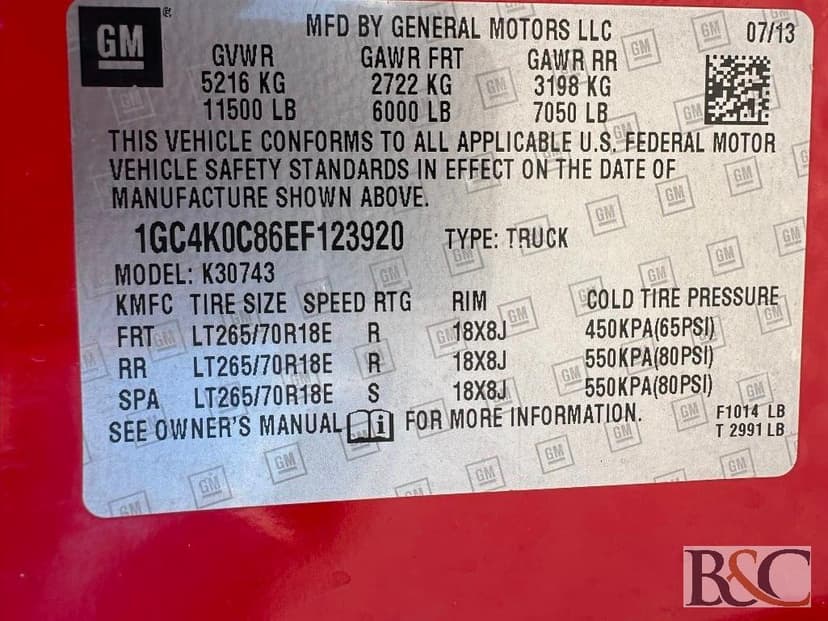 GM ®
MFD BY GENERAL MOTORS LLC 07/13
GVWR GAWR FRT GAWR RR
5216 KG 2722 KG 3198 KG
11500 LB 6000 LB 7050 LB
THIS VEHICLE CONFORMS TO ALL APPLICABLE U.S. FEDERAL MOTOR
VEHICLE SAFETY STANDARDS IN EFFECT ON THE DATE OF
MANUFACTURE SHOWN ABOVE.
1GC4K0C86EF123920 TYPE: TRUCK
MODEL: K30743
KMFC TIRE SIZE SPEED RTG RIM COLD TIRE PRESSURE
FRT LT265/70R18E R 18X8J 450KPA(65PSI)
RR LT265/70R18E R 18X8J 550KPA(80PSI)
SPA LT265/70R18E S 18X8J 550KPA(80PSI)
SEE OWNER'S MANUAL i FOR MORE INFORMATION.
F1014 LB
T 2991 LB
B&C